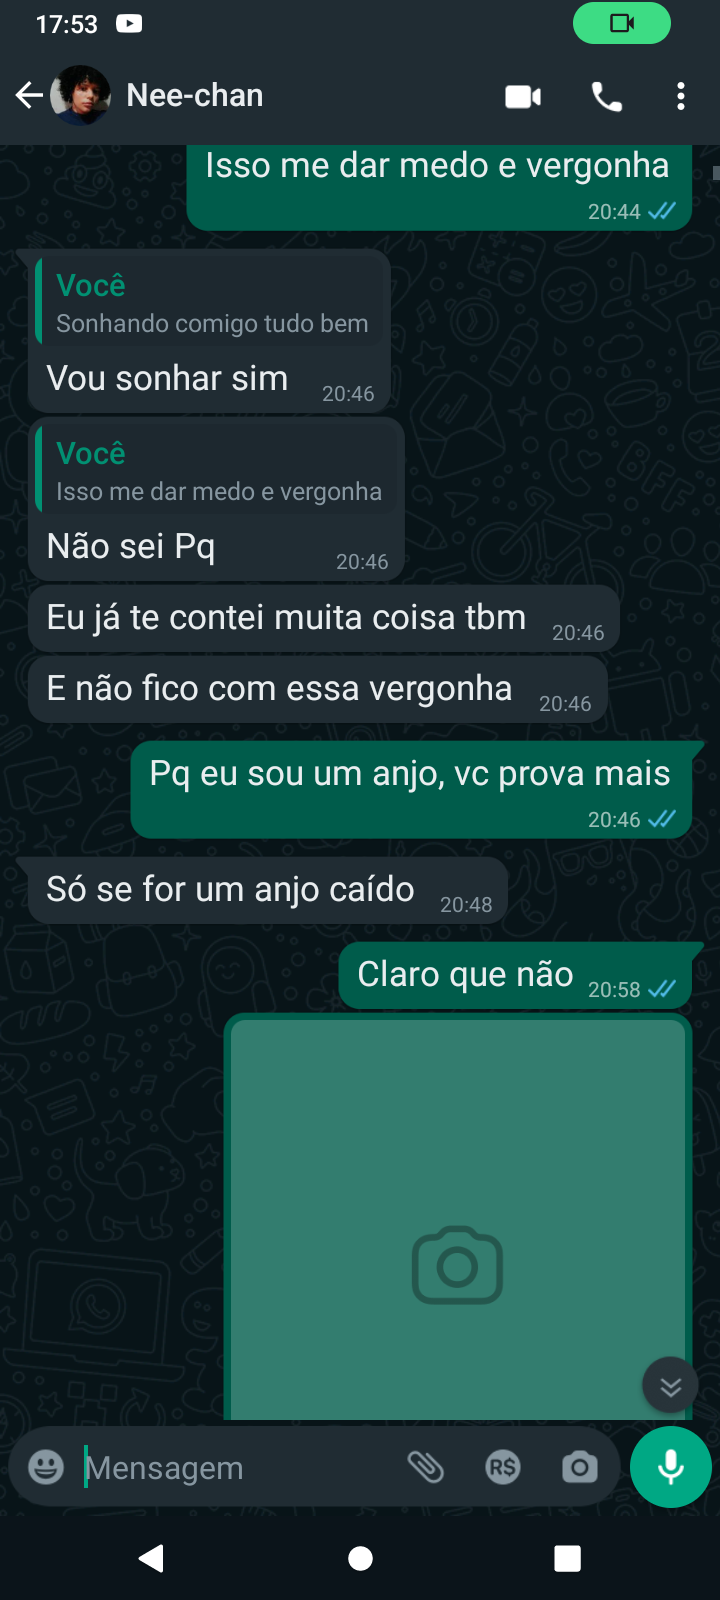 17:53
Nee-chan
Isso me dar medo e vergonha
20:44
Você
Sonhando comigo tudo bem
Vou sonhar sim
20:46
Você
Isso me dar medo e vergonha
Não sei Pq
20:46
Eu já te contei muita coisa tbm
20:46
E não fico com essa vergonha
20:46
Pq eu sou um anjo, vc prova mais
20:46
Só se for um anjo caído
20:48
Claro que não
20:58
Mensagem
R$